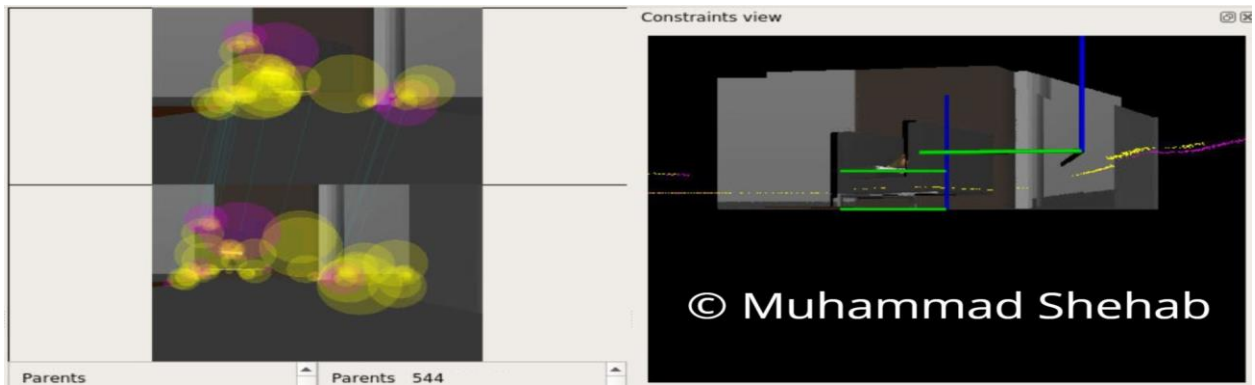 Constraints view
© Muhammad Shehab
Parents
Parents 544